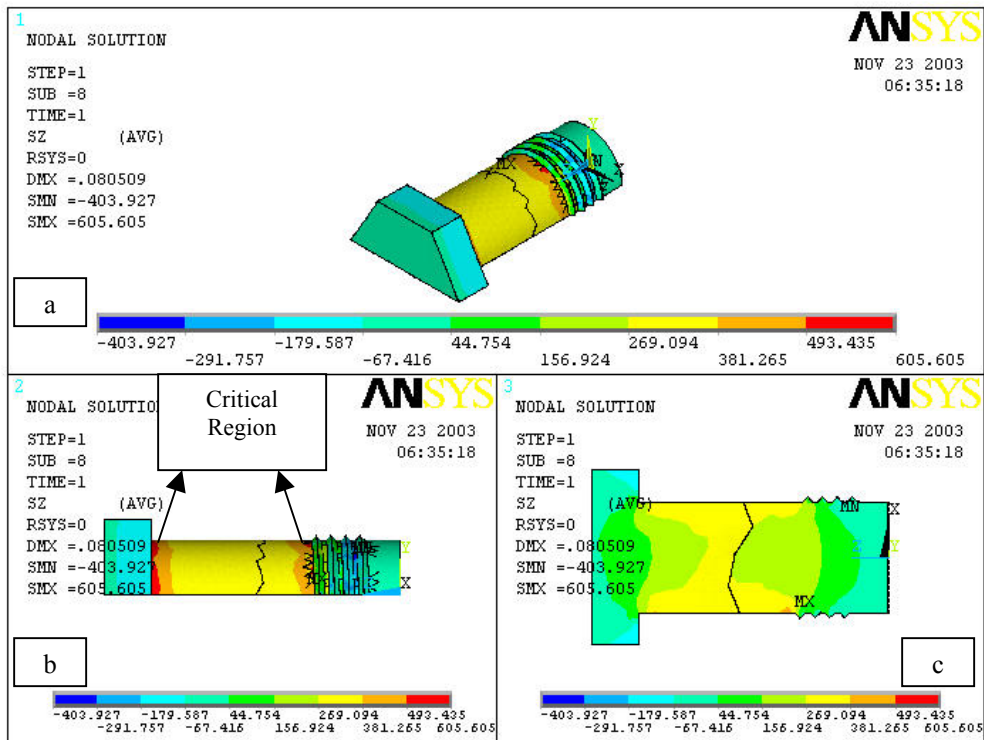 1
NODAL SOLUTION
STEP=1
SUB =8
TIME=1
SZ (AVG)
RSYS=0
DMX =.080509
SMN =-403.927
SMX =605.605
ANSYS
NOV 23 2003
06:35:18
Y
MX
X
a
-403.927 -179.587 44.754 269.094 493.435
-291.757 -67.416 156.924 381.265 605.605
2
NODAL SOLUTIO
STEP=1
SUB =8
TIME=1
SZ (AVG)
RSYS=0
DMX =.080509
SMN =-403.927
SMX =605.605
Critical
Region
ANSYS
NOV 23 2003
06:35:18
MX
Y
X
b
-403.927 -179.587 44.754 269.094 493.435
-291.757 -67.416 156.924 381.265 605.605
3
NODAL SOLUTION
STEP=1
SUB =8
TIME=1
SZ (AVG)
RSYS=0
DMX =.080509
SMN =-403.927
SMX =605.605
ANSYS
NOV 23 2003
06:35:18
MN
X
Z
Y
MX
c
-403.927 -179.587 44.754 269.094 493.435
-291.757 -67.416 156.924 381.265 605.605